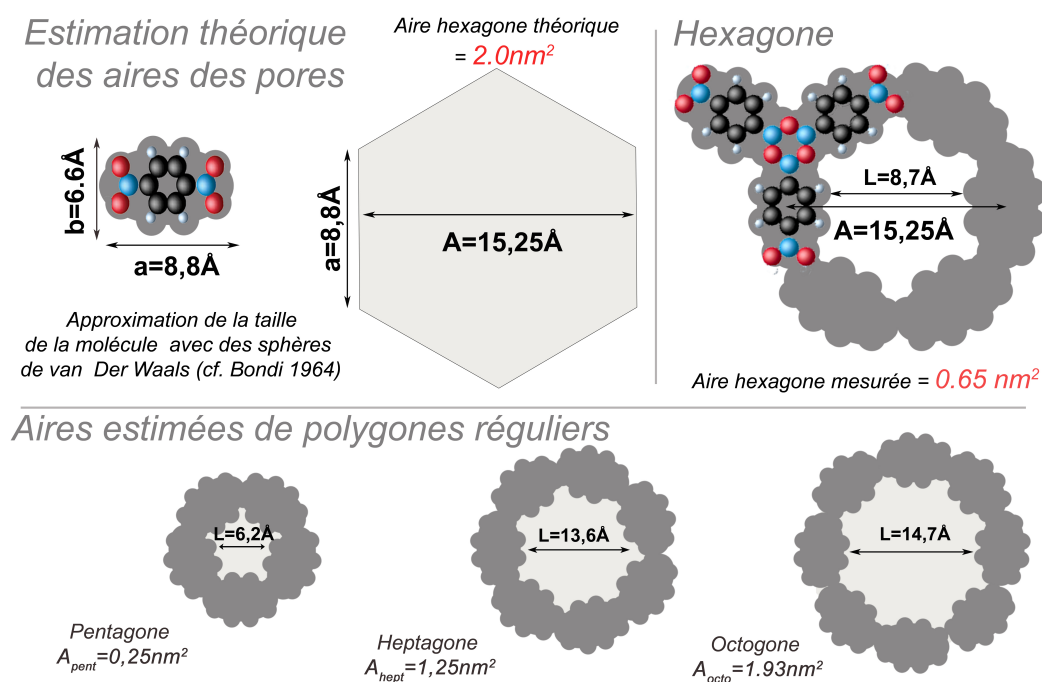 Estimation théorique
des aires des pores
Aire hexagone théorique
= 2.0nm²
b=6.6Å
a=8,8Å
a=8,8Å
A=15,25Å
Approximation de la taille
de la molécule avec des sphères
de van Der Waals (cf. Bondi 1964)
Hexagone
L=8,7Å
A=15,25Å
Aire hexagone mesurée = 0.65 nm²
Aires estimées de polygones réguliers
L=6,2Å
Pentagone
A_pent=0,25nm²
L=13,6Å
Heptagone
A_hept=1,25nm²
L=14,7Å
Octogone
A_octo=1.93nm²